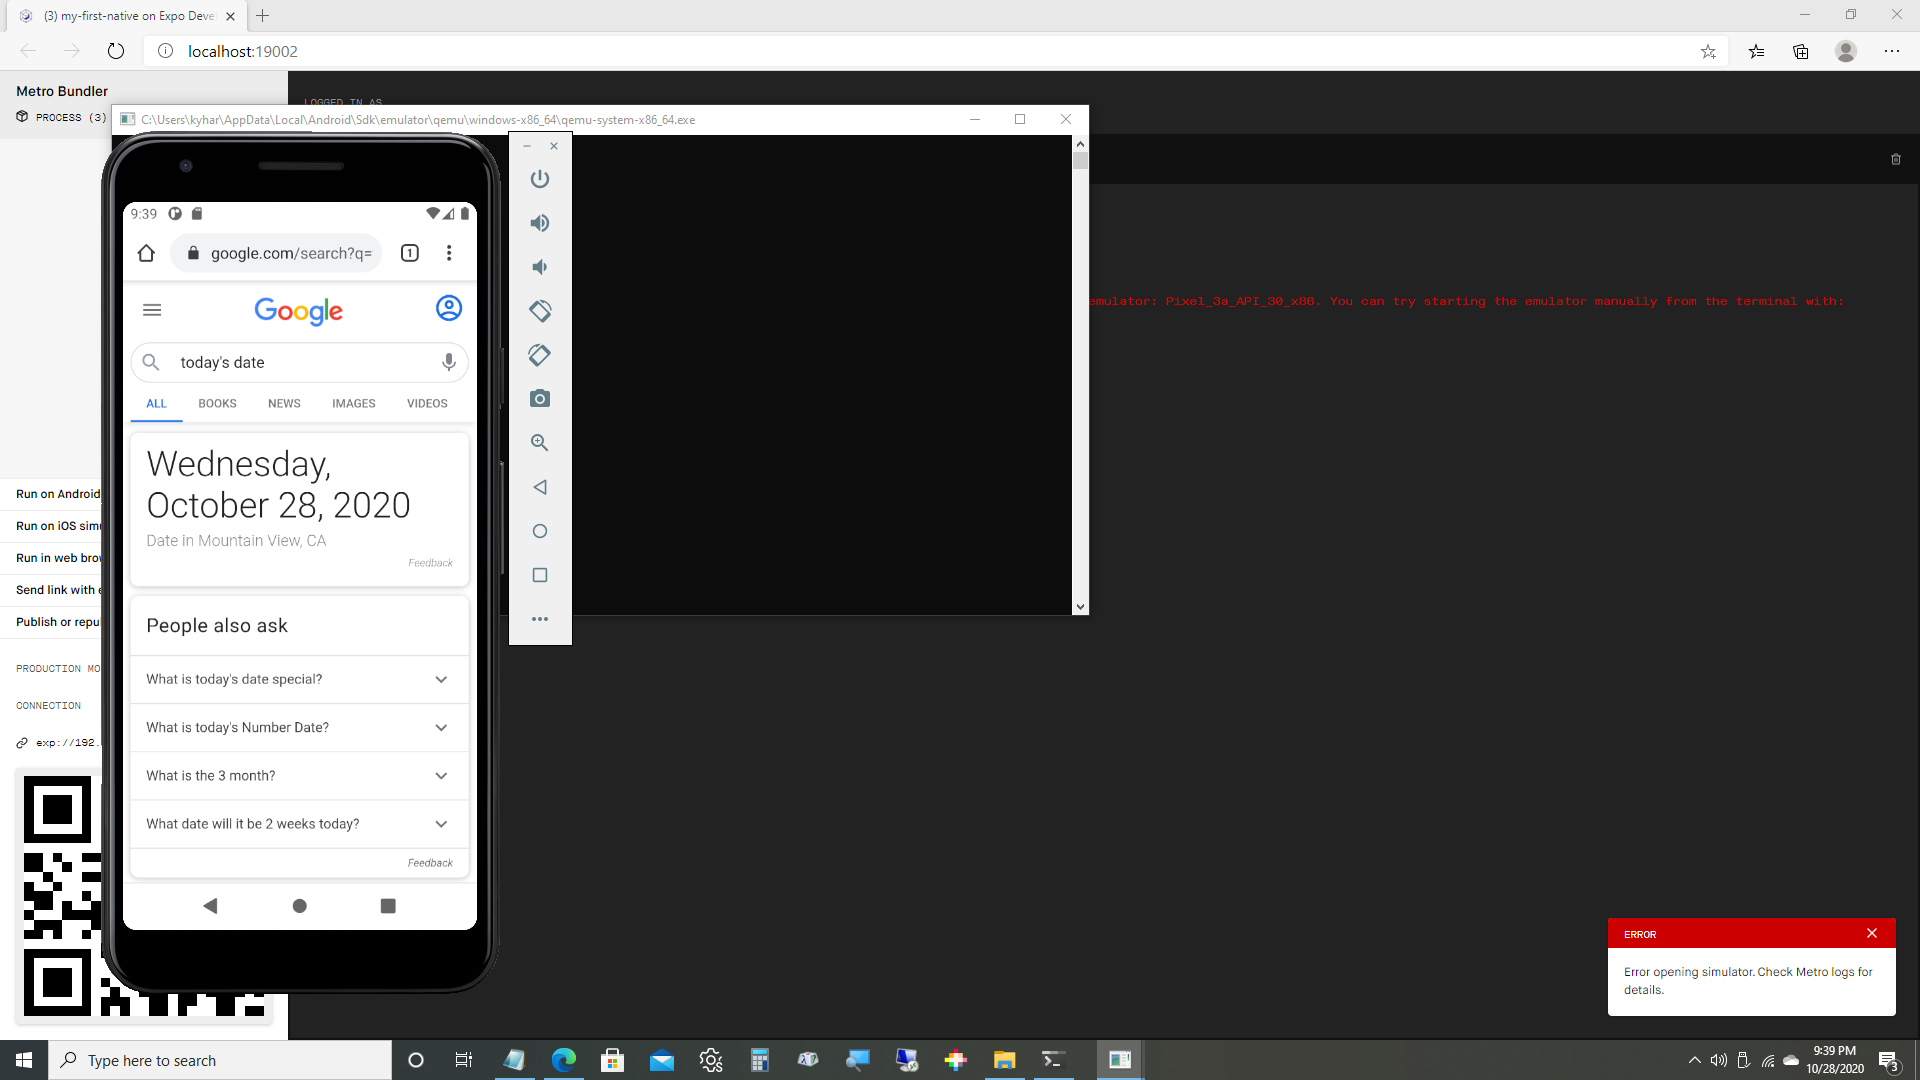 (3) my-first-native on Expo Deve
localhost:19002
Metro Bundler
PROCESS (3)
LOGGED IN AS
C:\Users\kyhar\AppData\Local\Android\Sdk\emulator\qemu\windows-x86_64\qemu-system-x86_64.exe
9:39
google.com/search?q=
1
Google
today's date
ALL BOOKS NEWS IMAGES VIDEOS
Wednesday,
October 28, 2020
Date in Mountain View, CA
Feedback
People also ask
What is today's date special?
What is today's Number Date?
What is the 3 month?
What date will it be 2 weeks today?
Feedback
emulator: Pixel_3a_API_30_x86. You can try starting the emulator manually from the terminal with:
Run on Android
Run on iOS simu
Run in web brow
Send link with e
Publish or repu
PRODUCTION MO
CONNECTION
exp://192.
ERROR
Error opening simulator. Check Metro logs for
details.
Type here to search
9:39 PM
10/28/2020
3